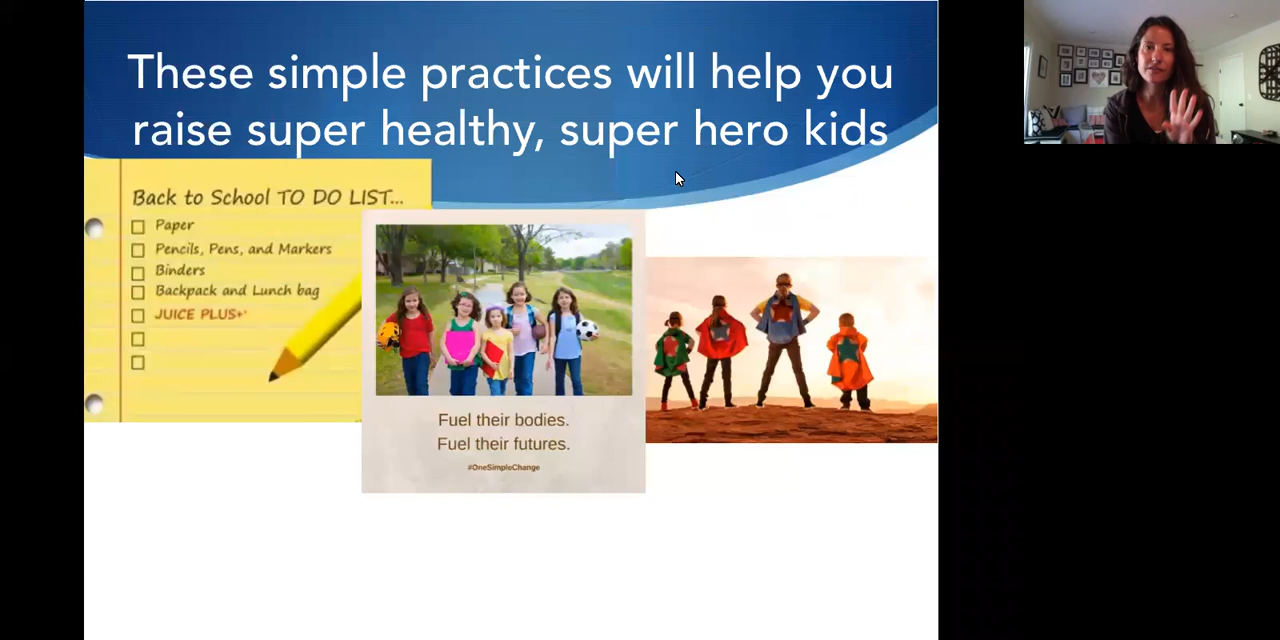 These simple practices will help you
raise super healthy, super hero kids
Back to School TO DO LIST...
Paper
Pencils, Pens, and Markers
Binders
Backpack and Lunch bag
JUICE PLUS+
Fuel their bodies.
Fuel their futures.
#OneSimpleChange